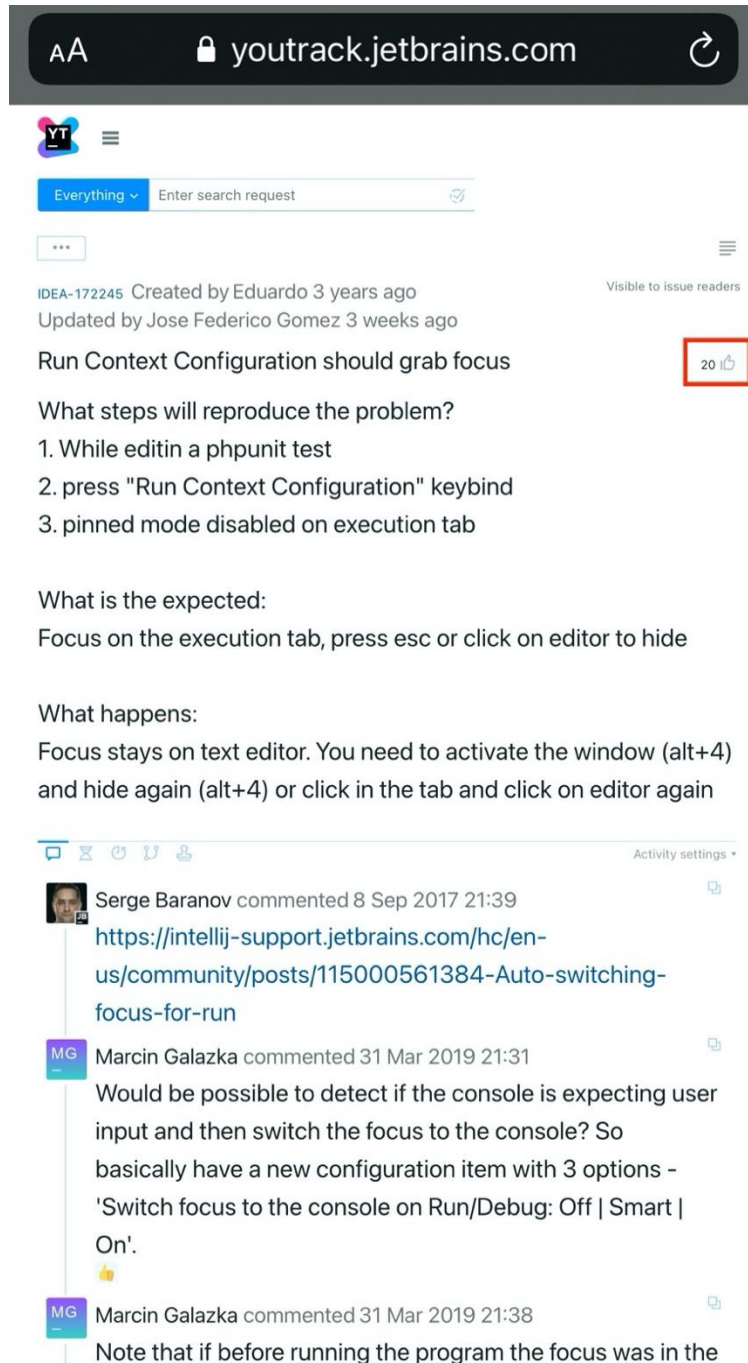 AA youtrack.jetbrains.com
YT
Everything Enter search request
...
IDEA-172245 Created by Eduardo 3 years ago
Visible to issue readers
Updated by Jose Federico Gomez 3 weeks ago
Run Context Configuration should grab focus
20
What steps will reproduce the problem?
1. While editin a phpunit test
2. press "Run Context Configuration" keybind
3. pinned mode disabled on execution tab
What is the expected:
Focus on the execution tab, press esc or click on editor to hide
What happens:
Focus stays on text editor. You need to activate the window (alt+4)
and hide again (alt+4) or click in the tab and click on editor again
Activity settings
JB
Serge Baranov commented 8 Sep 2017 21:39
https://intellij-support.jetbrains.com/hc/en-
us/community/posts/115000561384-Auto-switching-
focus-for-run
MG
Marcin Galazka commented 31 Mar 2019 21:31
Would be possible to detect if the console is expecting user
input and then switch the focus to the console? So
basically have a new configuration item with 3 options -
'Switch focus to the console on Run/Debug: Off | Smart |
On'.
MG
Marcin Galazka commented 31 Mar 2019 21:38
Note that if before running the program the focus was in the